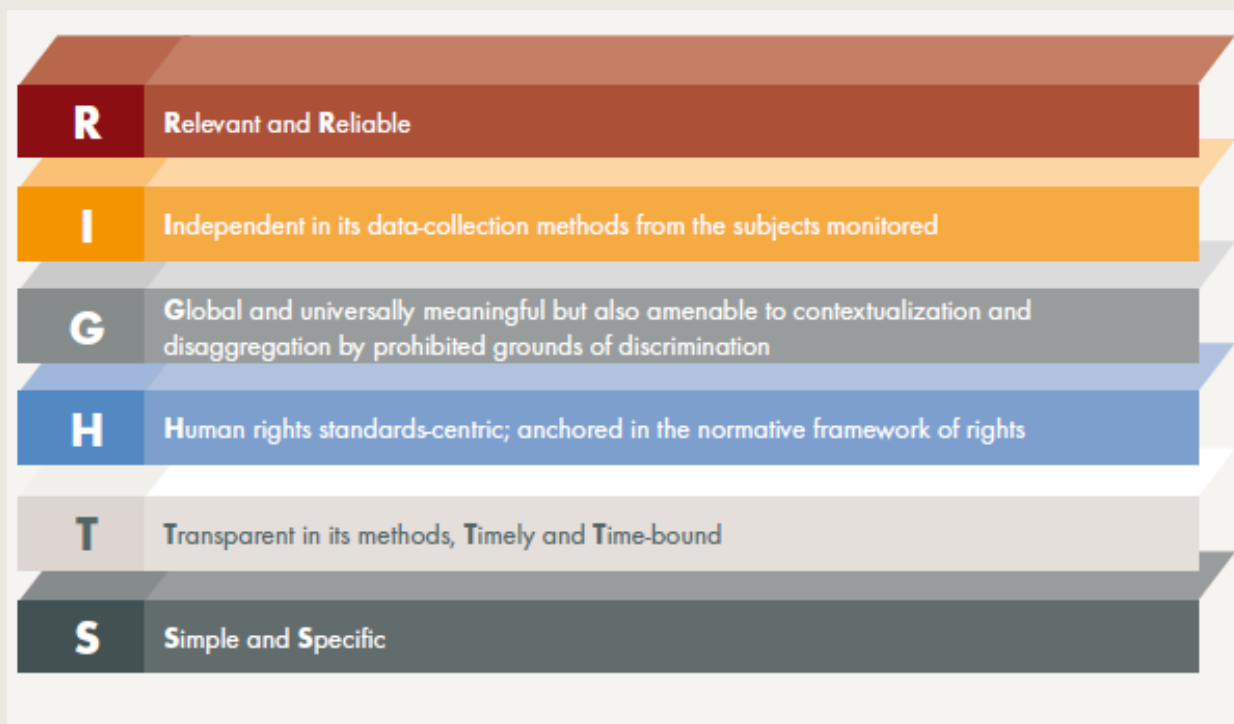 R Relevant and Reliable
I Independent in its data-collection methods from the subjects monitored
G Global and universally meaningful but also amenable to contextualization and
disaggregation by prohibited grounds of discrimination
H Human rights standards-centric; anchored in the normative framework of rights
T Transparent in its methods, Timely and Time-bound
S Simple and Specific